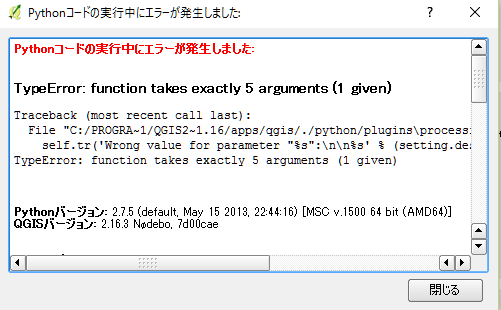 Pythonコードの実行中にエラーが発生しました:
?
Pythonコードの実行中にエラーが発生しました:
TypeError: function takes exactly 5 arguments (1 given)
Traceback (most recent call last):
File "C:/PROGRA~1/QGIS2~1.16/apps/qgis/./python/plugins\process
self.tr('Wrong value for parameter "%s":\n\n%s' % (setting.des
TypeError: function takes exactly 5 arguments (1 given)
Pythonバージョン: 2.7.5 (default, May 15 2013, 22:44:16) [MSC v.1500 64 bit (AMD64)]
QGISバージョン: 2.16.3 Nødebo, 7d00cae
閉じる